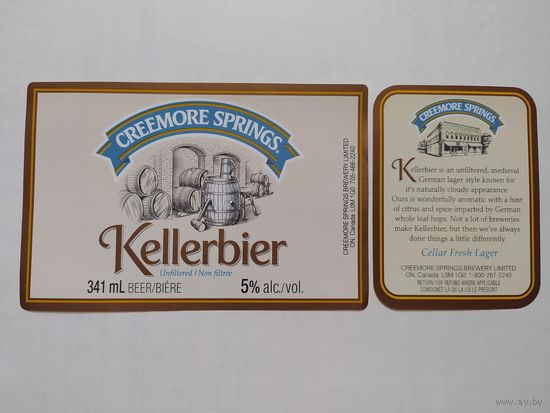 CREEMORE SPRINGS
Kellerbier
Unfiltered / Non filtrée
341 mL BEER/BIÈRE 5% alc./vol.
CREEMORE SPRINGS BREWERY LIMITED
ON, Canada L0M 1G0 705-466-2240
CREEMORE SPRINGS
Kellerbier is an unfiltered, medieval
German lager style known for
it's naturally cloudy appearance.
Ours is wonderfully aromatic with a hint
of citrus and spice imparted by German
whole leaf hops. Not a lot of breweries
make Kellerbier, but then we've always
done things a little differently.
Cellar Fresh Lager
CREEMORE SPRINGS BREWERY LIMITED
ON, Canada, L0M 1G0 1-800-267-2240
RETURN FOR REFUND WHERE APPLICABLE
CONSIGNÉE LÀ OÙ LA LOI LE PRESCRIT
www.ay.by